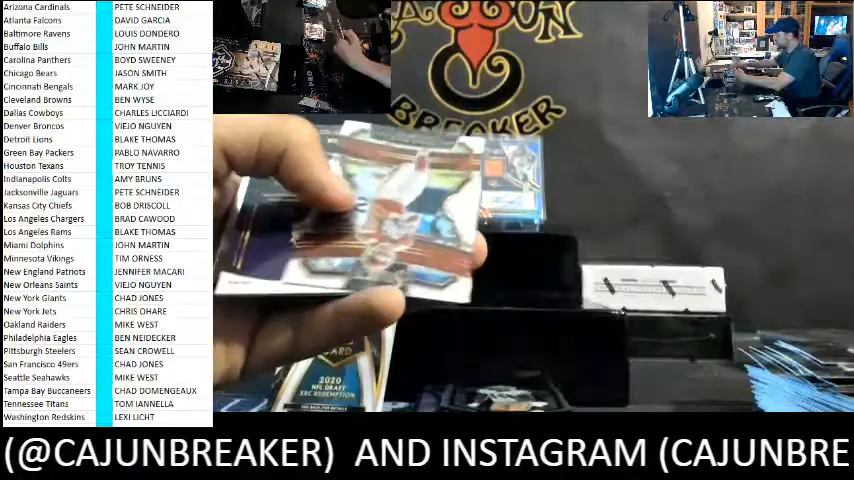 Arizona Cardinals PETE SCHNEIDER
Atlanta Falcons DAVID GARCIA
Baltimore Ravens LOUIS DONDERO
Buffalo Bills JOHN MARTIN
Carolina Panthers BOYD SWEENEY
Chicago Bears JASON SMITH
Cincinnati Bengals MARK JOY
Cleveland Browns BEN WYSE
Dallas Cowboys CHARLES LICCIARDI
Denver Broncos VIEJO NGUYEN
Detroit Lions BLAKE THOMAS
Green Bay Packers PABLO NAVARRO
Houston Texans TROY TENNIS
Indianapolis Colts AMY BRUNS
Jacksonville Jaguars PETE SCHNEIDER
Kansas City Chiefs BOB DRISCOLL
Los Angeles Chargers BRAD CAWOOD
Los Angeles Rams BLAKE THOMAS
Miami Dolphins JOHN MARTIN
Minnesota Vikings TIM ORNESS
New England Patriots JENNIFER MACARI
New Orleans Saints VIEJO NGUYEN
New York Giants CHAD JONES
New York Jets CHRIS OHARE
Oakland Raiders MIKE WEST
Philadelphia Eagles BEN NEIDECKER
Pittsburgh Steelers SEAN CROWELL
San Francisco 49ers CHAD JONES
Seattle Seahawks MIKE WEST
Tampa Bay Buccaneers CHAD DOMENGEAUX
Tennessee Titans TOM IANNELLA
Washington Redskins LEXI LICHT
BREAKER
CARD
2020
NFL DRAFT
XRC REDEMPTION
(@CAJUNBREAKER) AND INSTAGRAM (CAJUNBRE